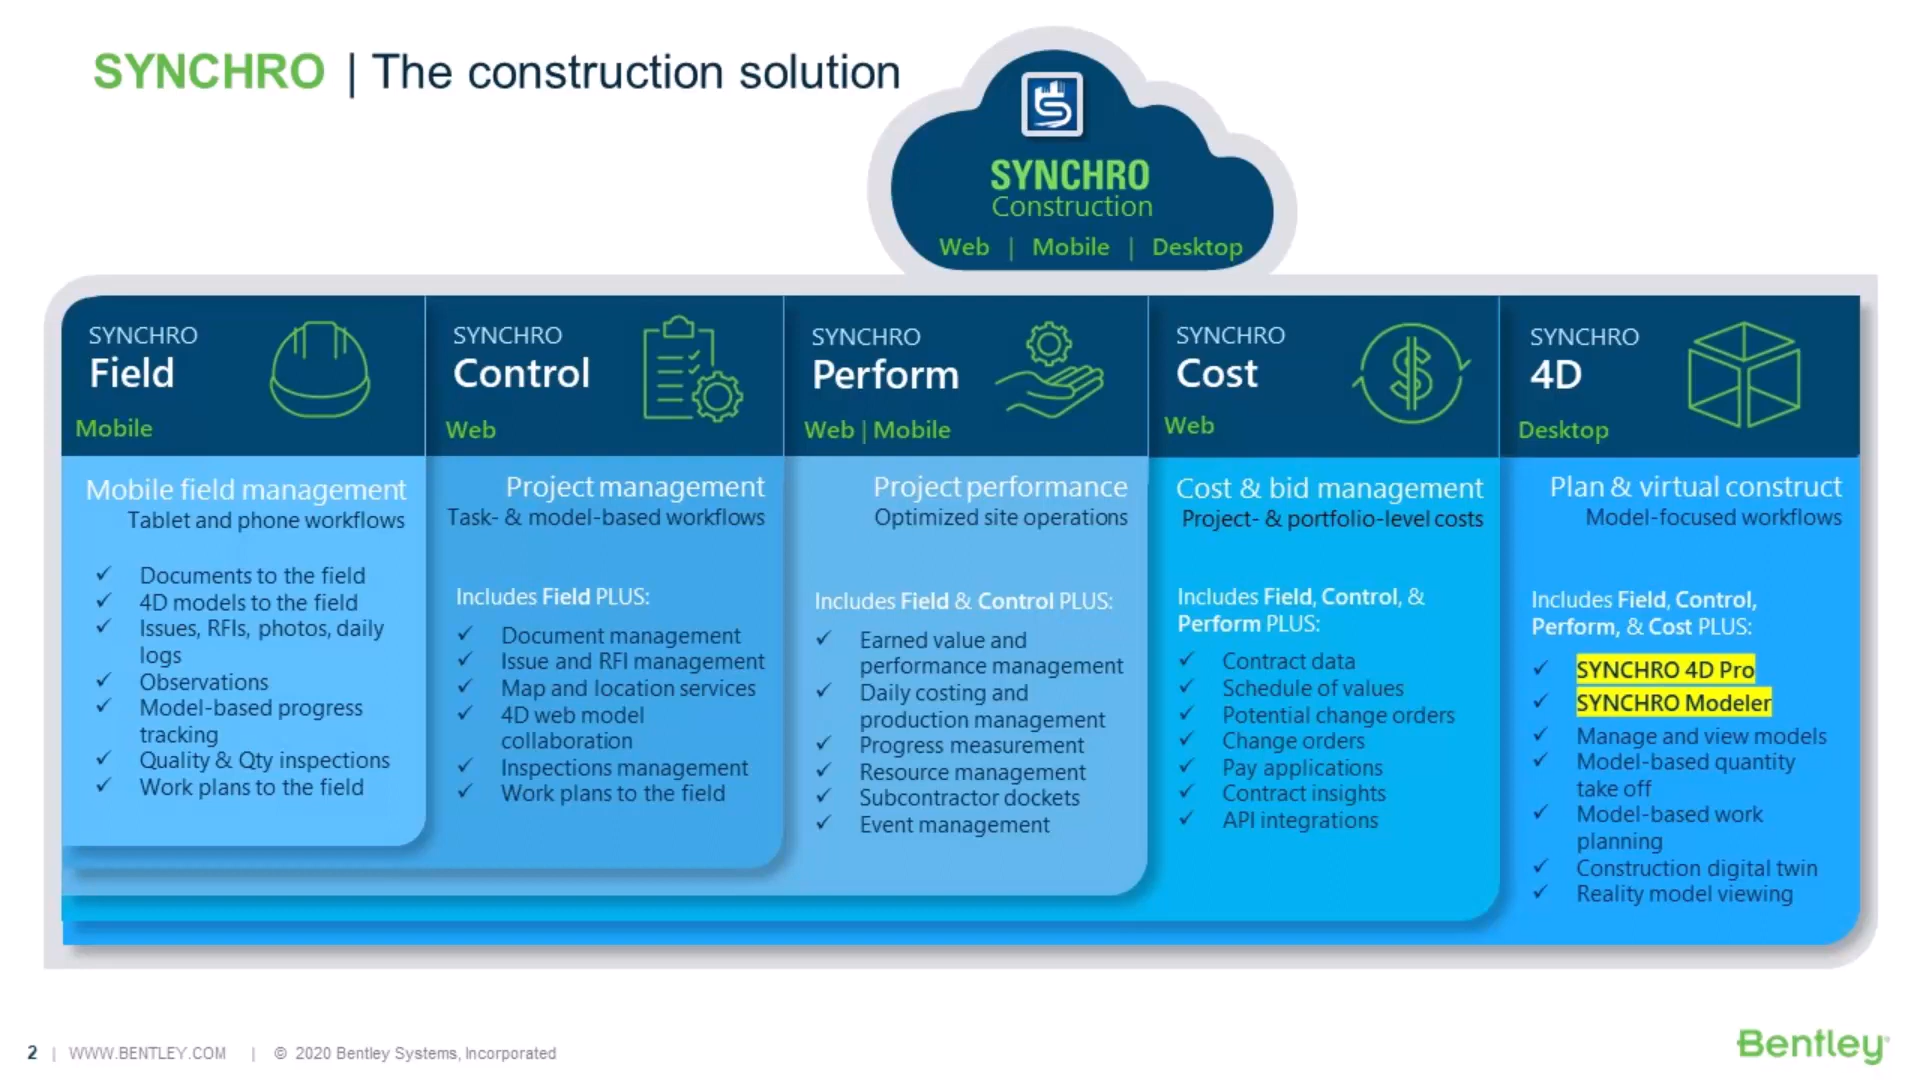 SYNCHRO | The construction solution
SYNCHRO
Construction
Web | Mobile | Desktop
SYNCHRO
Field
Mobile
Mobile field management
Tablet and phone workflows
Documents to the field
4D models to the field
Issues, RFIs, photos, daily
logs
Observations
Model-based progress
tracking
Quality & Qty inspections
Work plans to the field
SYNCHRO
Control
Web
Project management
Task- & model-based workflows
Includes Field PLUS:
Document management
Issue and RFI management
Map and location services
4D web model
collaboration
Inspections management
Work plans to the field
SYNCHRO
Perform
Web | Mobile
Project performance
Optimized site operations
Includes Field & Control PLUS:
Earned value and
performance management
Daily costing and
production management
Progress measurement
Resource management
Subcontractor dockets
Event management
SYNCHRO
Cost
Web
Cost & bid management
Project- & portfolio-level costs
Includes Field, Control, &
Perform PLUS:
Contract data
Schedule of values
Potential change orders
Change orders
Pay applications
Contract insights
API integrations
SYNCHRO
4D
Desktop
Plan & virtual construct
Model-focused workflows
Includes Field, Control,
Perform, & Cost PLUS:
SYNCHRO 4D Pro
SYNCHRO Modeler
Manage and view models
Model-based quantity
take off
Model-based work
planning
Construction digital twin
Reality model viewing
2 | WWW.BENTLEY.COM | © 2020 Bentley Systems, Incorporated
Bentley